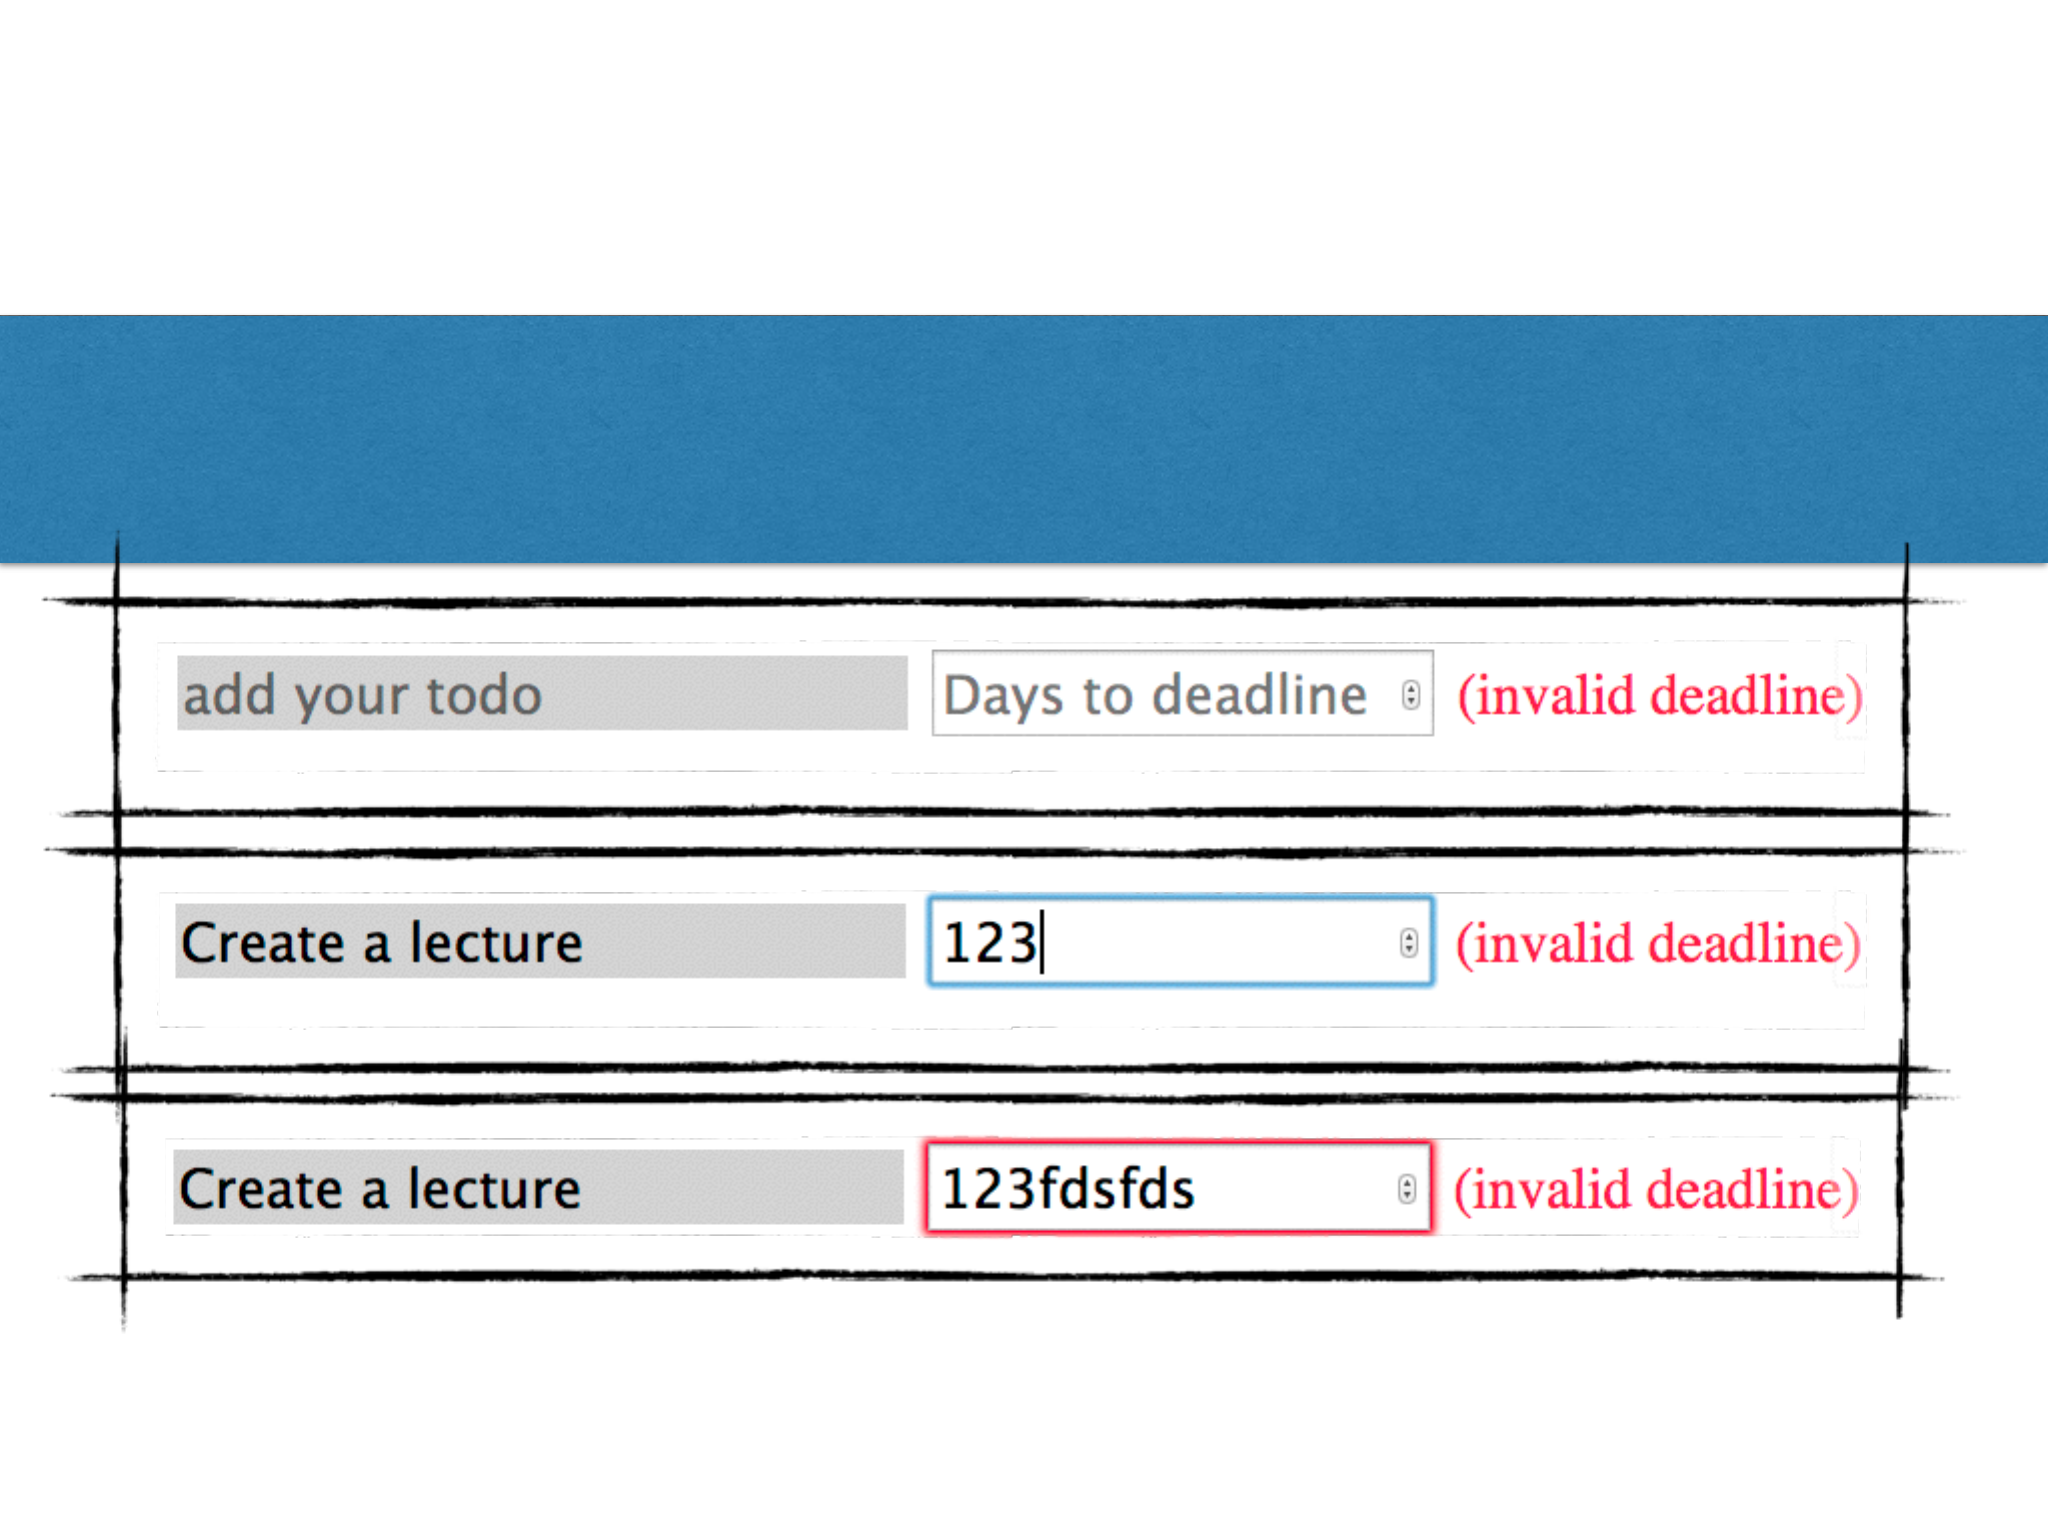 add your todo Days to deadline (invalid deadline)
Create a lecture 123 (invalid deadline)
Create a lecture 123fdsfds (invalid deadline)